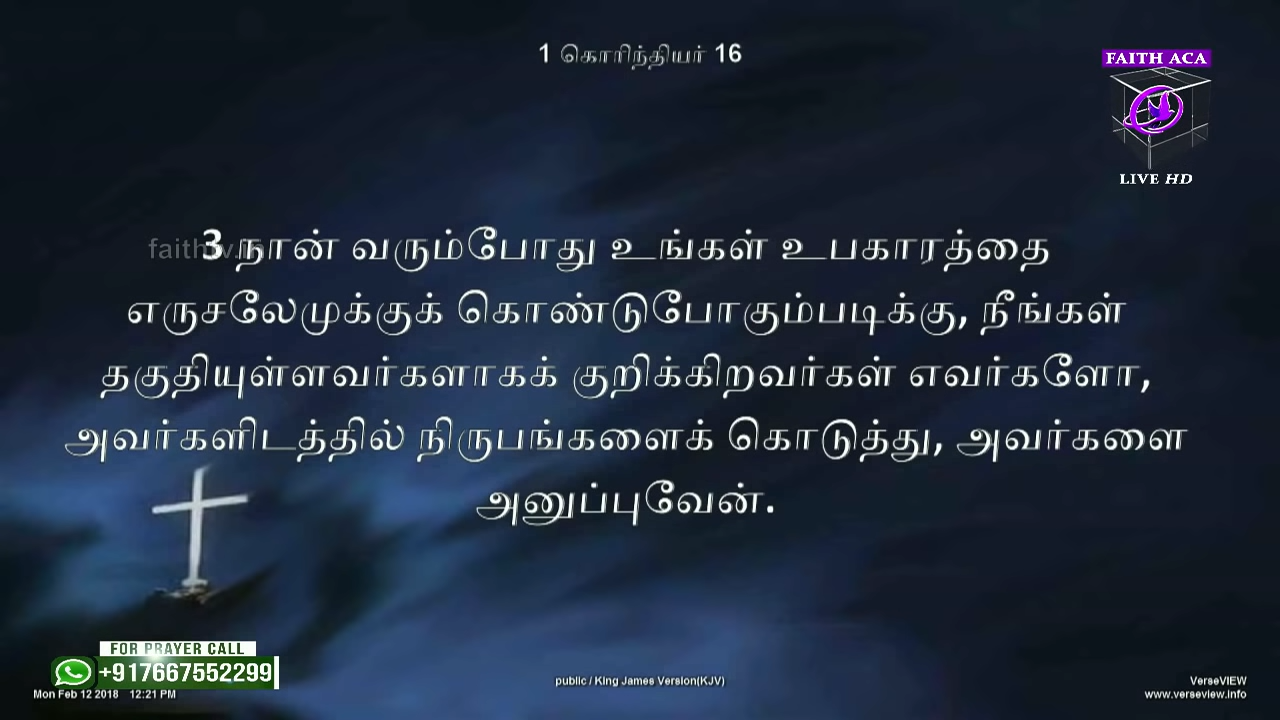 1 கொரிந்தியர் 16
FAITH ACA
LIVE HD
3 நான் வரும்போது உங்கள் உபகாரத்தை
எருசலேமுக்குக் கொண்டுபோகும்படிக்கு, நீங்கள்
தகுதியுள்ளவர்களாகக் குறிக்கிறவர்கள் எவர்களோ,
அவர்களிடத்தில் நிருபங்களைக் கொடுத்து, அவர்களை
அனுப்புவேன்.
FOR PRAYER CALL
+917667552299
Mon Feb 12 2018 12:21 PM
public / King James Version(KJV)
VerseVIEW
www.verseview.info